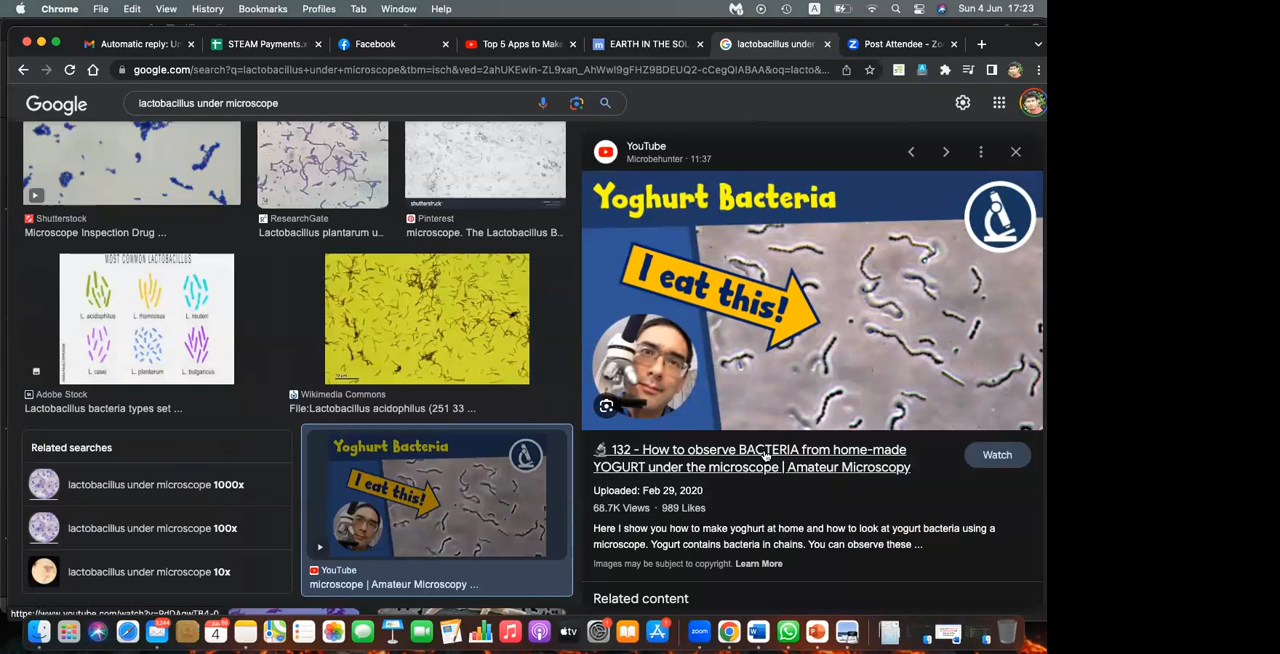 Chrome File Edit View History Bookmarks Profiles Tab Window Help
A
Sun 4 Jun 17:23
Automatic reply: Un
STEAM Payments.x
Facebook
Top 5 Apps to Make
EARTH IN THE SOL
lactobacillus under
Post Attendee - Zo
google.com/search?q=lactobacillus+under+microscope&tbm=isch&ved=2ahUKEwin-ZL9xan_AhWwl9gFHZ9BDEUQ2-cCegQIABAA&oq=lacto&...
Google
lactobacillus under microscope
Shutterstock
Microscope Inspection Drug ...
ResearchGate
Lactobacillus plantarum u...
Pinterest
microscope. The Lactobacillus B...
MOST COMMON LACTOBACILLUS
L. acidophilus
L. rhamnosus
L. reuteri
L. casei
L. plantarum
L. bulgaricus
Adobe Stock
Lactobacillus bacteria types set ...
Wikimedia Commons
File:Lactobacillus acidophilus (251 33 ...
Related searches
lactobacillus under microscope 1000x
lactobacillus under microscope 100x
lactobacillus under microscope 10x
Yoghurt Bacteria
I eat this!
YouTube
microscope | Amateur Microscopy ...
YouTube
Microbehunter · 11:37
Yoghurt Bacteria
I eat this!
132 - How to observe BACTERIA from home-made
YOGURT under the microscope | Amateur Microscopy
Watch
Uploaded: Feb 29, 2020
68.7K Views · 989 Likes
Here I show you how to make yoghurt at home and how to look at yogurt bacteria using a
microscope. Yogurt contains bacteria in chains. You can observe these ...
Images may be subject to copyright. Learn More
Related content
JUN
4
tv
zoom